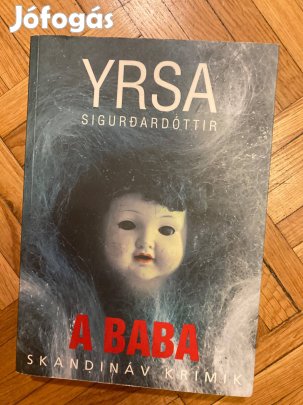 Jófogás
YRSA
SIGURÐARDÓTTIR
A BABA
SKANDINÁV KRIMIK